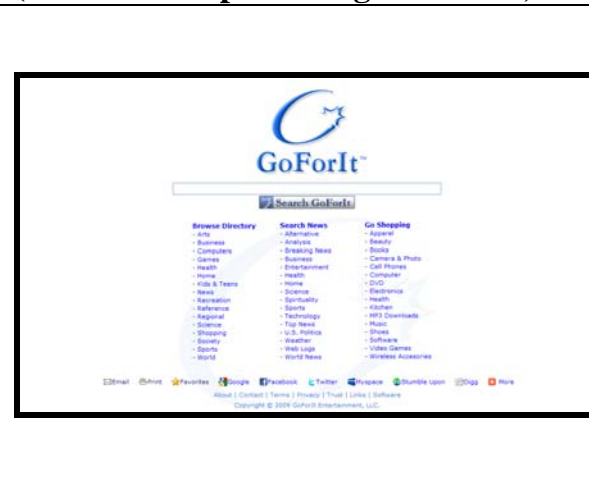 GoForIt™
Search GoForIt
Browse Directory
- Arts
- Business
- Computers
- Games
- Health
- Home
- Kids & Teens
- News
- Recreation
- Reference
- Regional
- Science
- Shopping
- Society
- Sports
- World
Search News
- Alternative
- Analysis
- Breaking News
- Business
- Entertainment
- Health
- Home
- Science
- Spirituality
- Sports
- Technology
- Top News
- U.S. Politics
- Weather
- Web Logs
- World News
Go Shopping
- Apparel
- Beauty
- Books
- Camera & Photo
- Cell Phones
- Computer
- DVD
- Electronics
- Health
- Kitchen
- MP3 Downloads
- Music
- Shoes
- Software
- Video Games
- Wireless Accesories
Email Print Favorites Google Facebook Twitter Myspace Stumble Upon Digg More
About | Contact | Terms | Privacy | Trust | Links | Software
Copyright © 2009 GoForIt Entertainment, LLC.